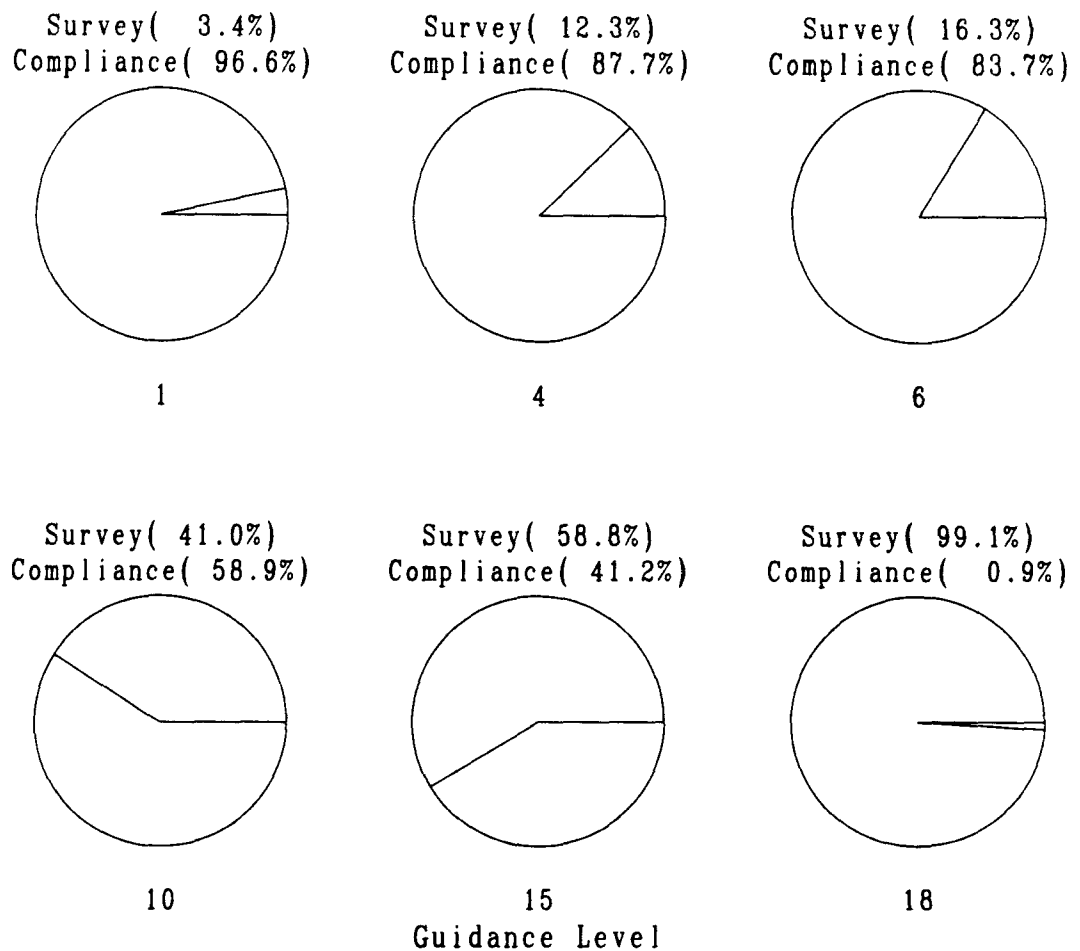 Survey( 3.4%)
Compliance( 96.6%)
Survey( 12.3%)
Compliance( 87.7%)
Survey( 16.3%)
Compliance( 83.7%)
1
4
6
Survey( 41.0%)
Compliance( 58.9%)
Survey( 58.8%)
Compliance( 41.2%)
Survey( 99.1%)
Compliance( 0.9%)
10
15
18
Guidance Level